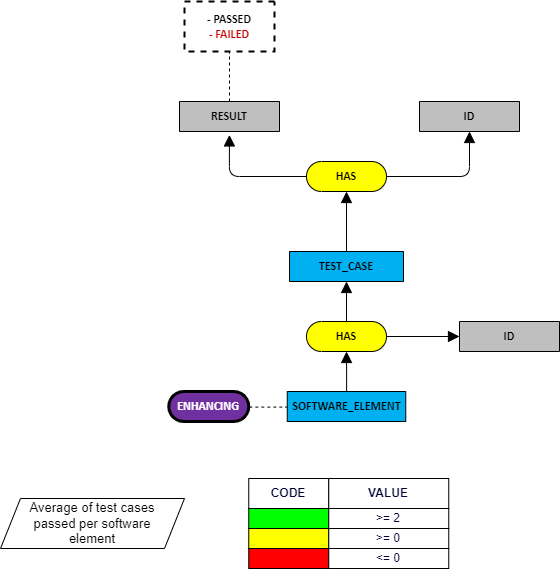 - PASSED
- FAILED
RESULT
ID
HAS
TEST_CASE
HAS
ID
ENHANCING
SOFTWARE_ELEMENT
Average of test cases
passed per software
element
CODE VALUE
>= 2
>= 0
<= 0